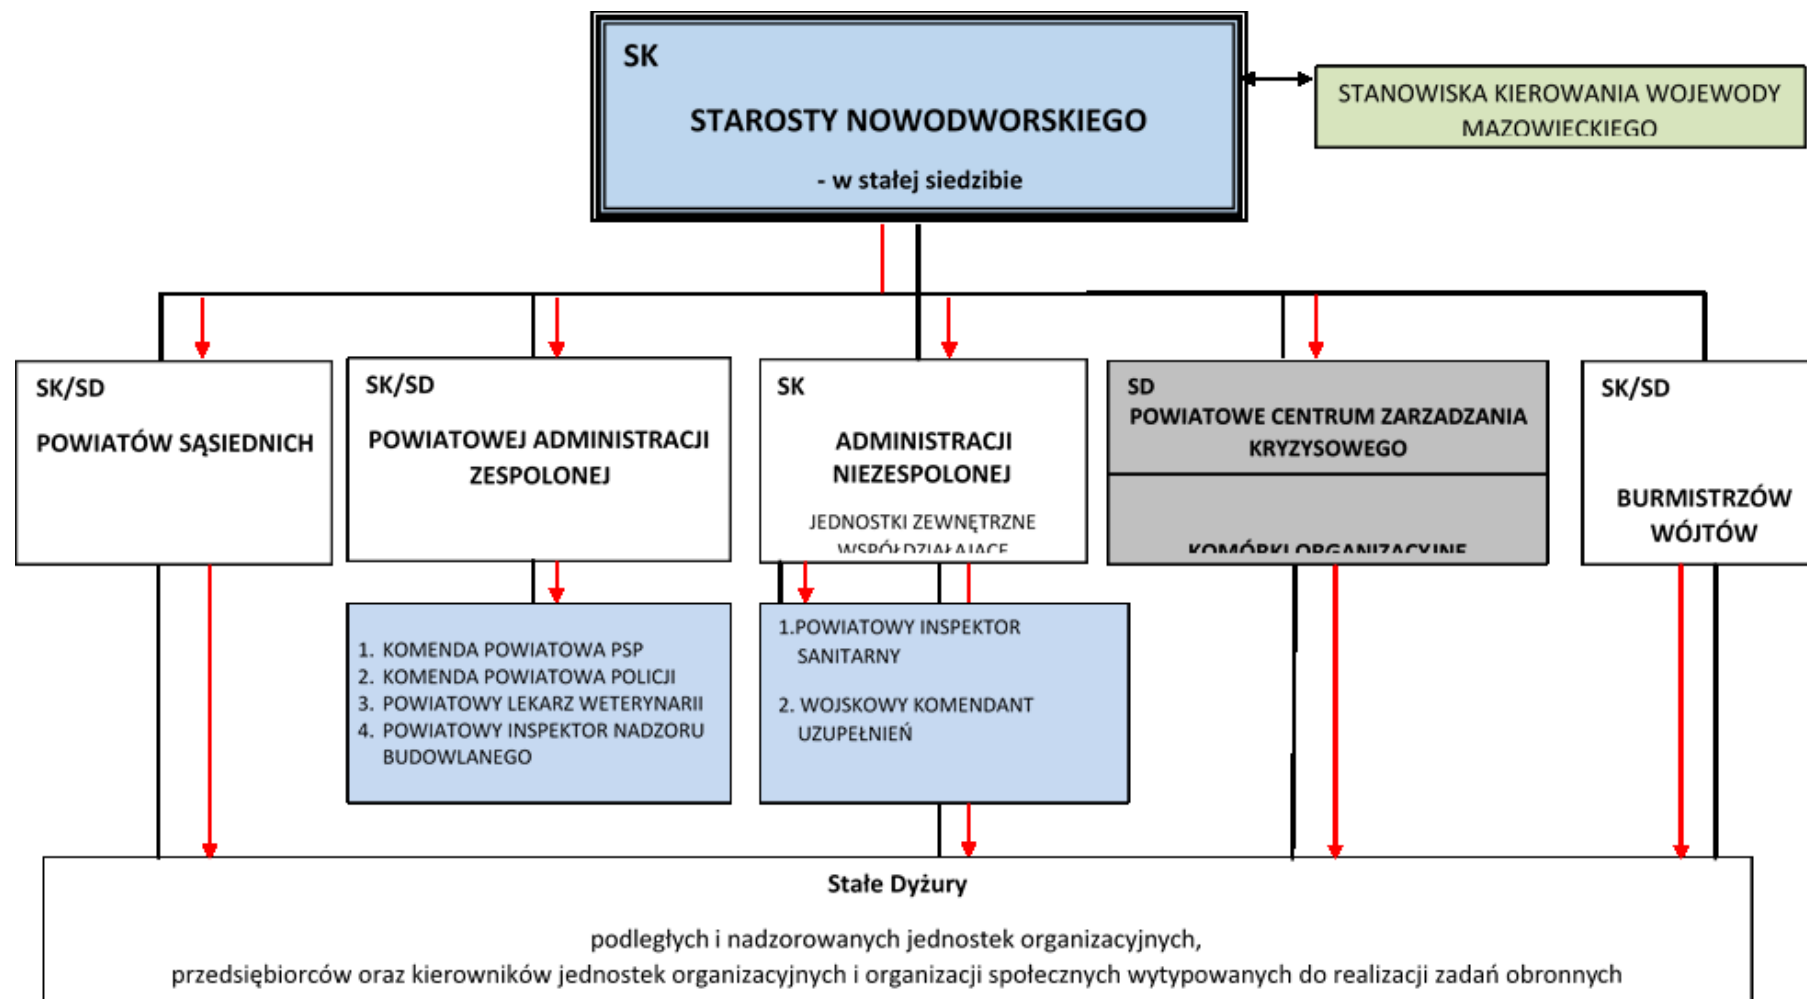 SK
STAROSTY NOWODWORSKIEGO
- w stałej siedzibie
STANOWISKA KIEROWANIA WOJEWODY
MAZOWIECKIEGO
SK/SD
POWIATÓW SĄSIEDNICH
SK/SD
POWIATOWEJ ADMINISTRACJI
ZESPOLONEJ
SK
ADMINISTRACJI
NIEZESPOLONEJ
JEDNOSTKI ZEWNĘTRZNE
WSPÓŁDZIAŁAJĄCE
SD
POWIATOWE CENTRUM ZARZADZANIA
KRYZYSOWEGO
KOMÓRKI ORGANIZACYJNE
SK/SD
BURMISTRZÓW
WÓJTÓW
1. KOMENDA POWIATOWA PSP
2. KOMENDA POWIATOWA POLICJI
3. POWIATOWY LEKARZ WETERYNARII
4. POWIATOWY INSPEKTOR NADZORU
BUDOWLANEGO
1.POWIATOWY INSPEKTOR
SANITARNY
2. WOJSKOWY KOMENDANT
UZUPEŁNIEŃ
Stałe Dyżury
podległych i nadzorowanych jednostek organizacyjnych,
przedsiębiorców oraz kierowników jednostek organizacyjnych i organizacji społecznych wytypowanych do realizacji zadań obronnych